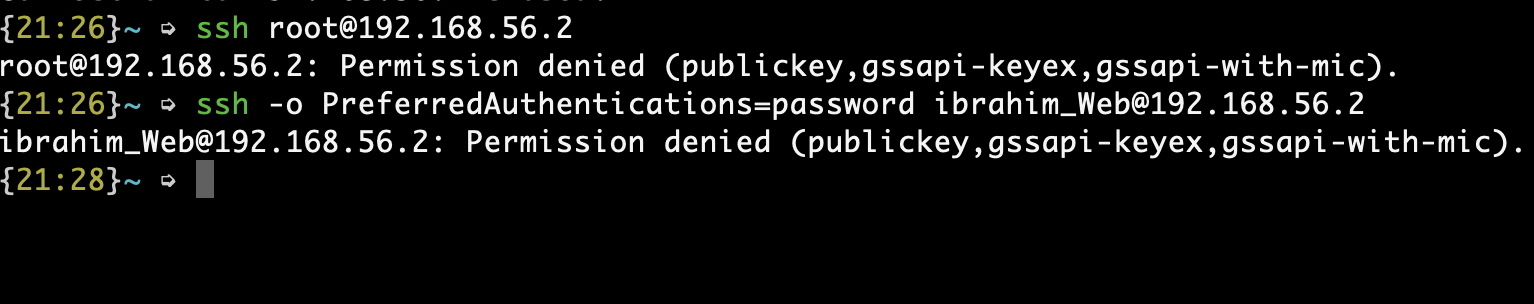 {21:26}~ ➩ ssh root@192.168.56.2
root@192.168.56.2: Permission denied (publickey,gssapi-keyex,gssapi-with-mic).
{21:26}~ ➩ ssh -o PreferredAuthentications=password ibrahim_Web@192.168.56.2
ibrahim_Web@192.168.56.2: Permission denied (publickey,gssapi-keyex,gssapi-with-mic).
{21:28}~ ➩